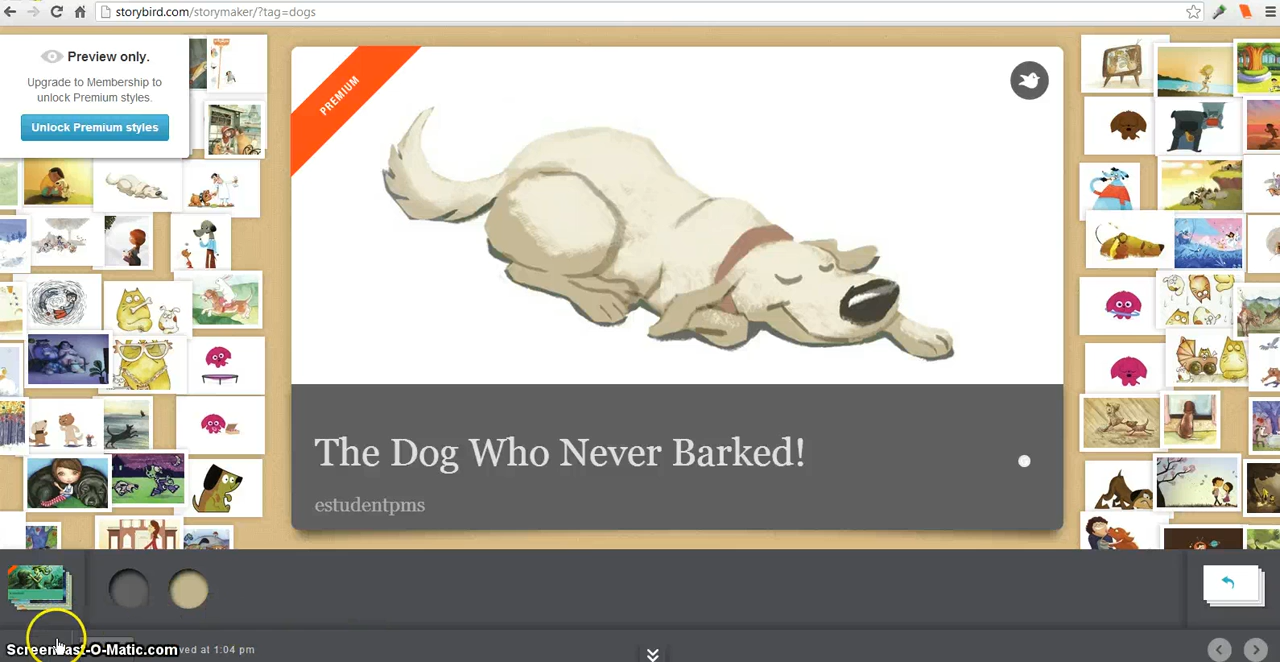 storybird.com/storymaker/?tag=dogs
Preview only.
Upgrade to Membership to
unlock Premium styles.
Unlock Premium styles
PREMIUM
The Dog Who Never Barked!
estudentpms
Screencast-O-Matic.com
at 1:04 pm